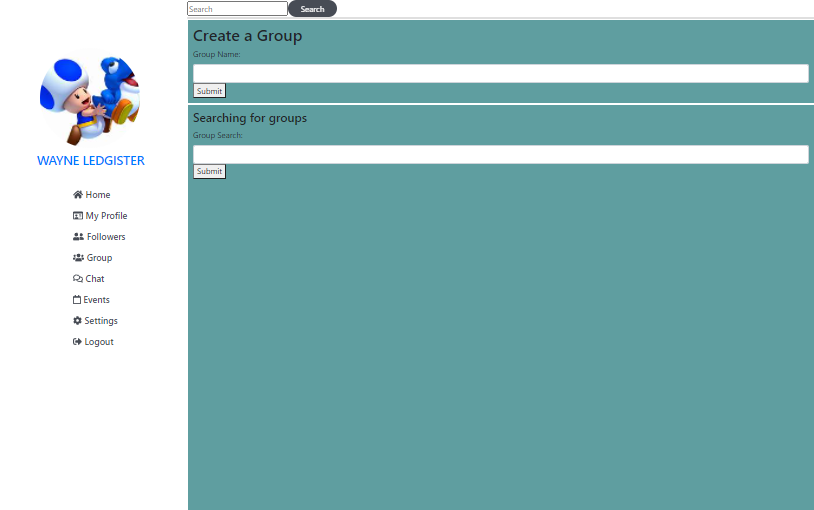 Search
Search
Create a Group
Group Name:
Submit
Searching for groups
Group Search:
Submit
WAYNE LEDGISTER
Home
My Profile
Followers
Group
Chat
Events
Settings
Logout